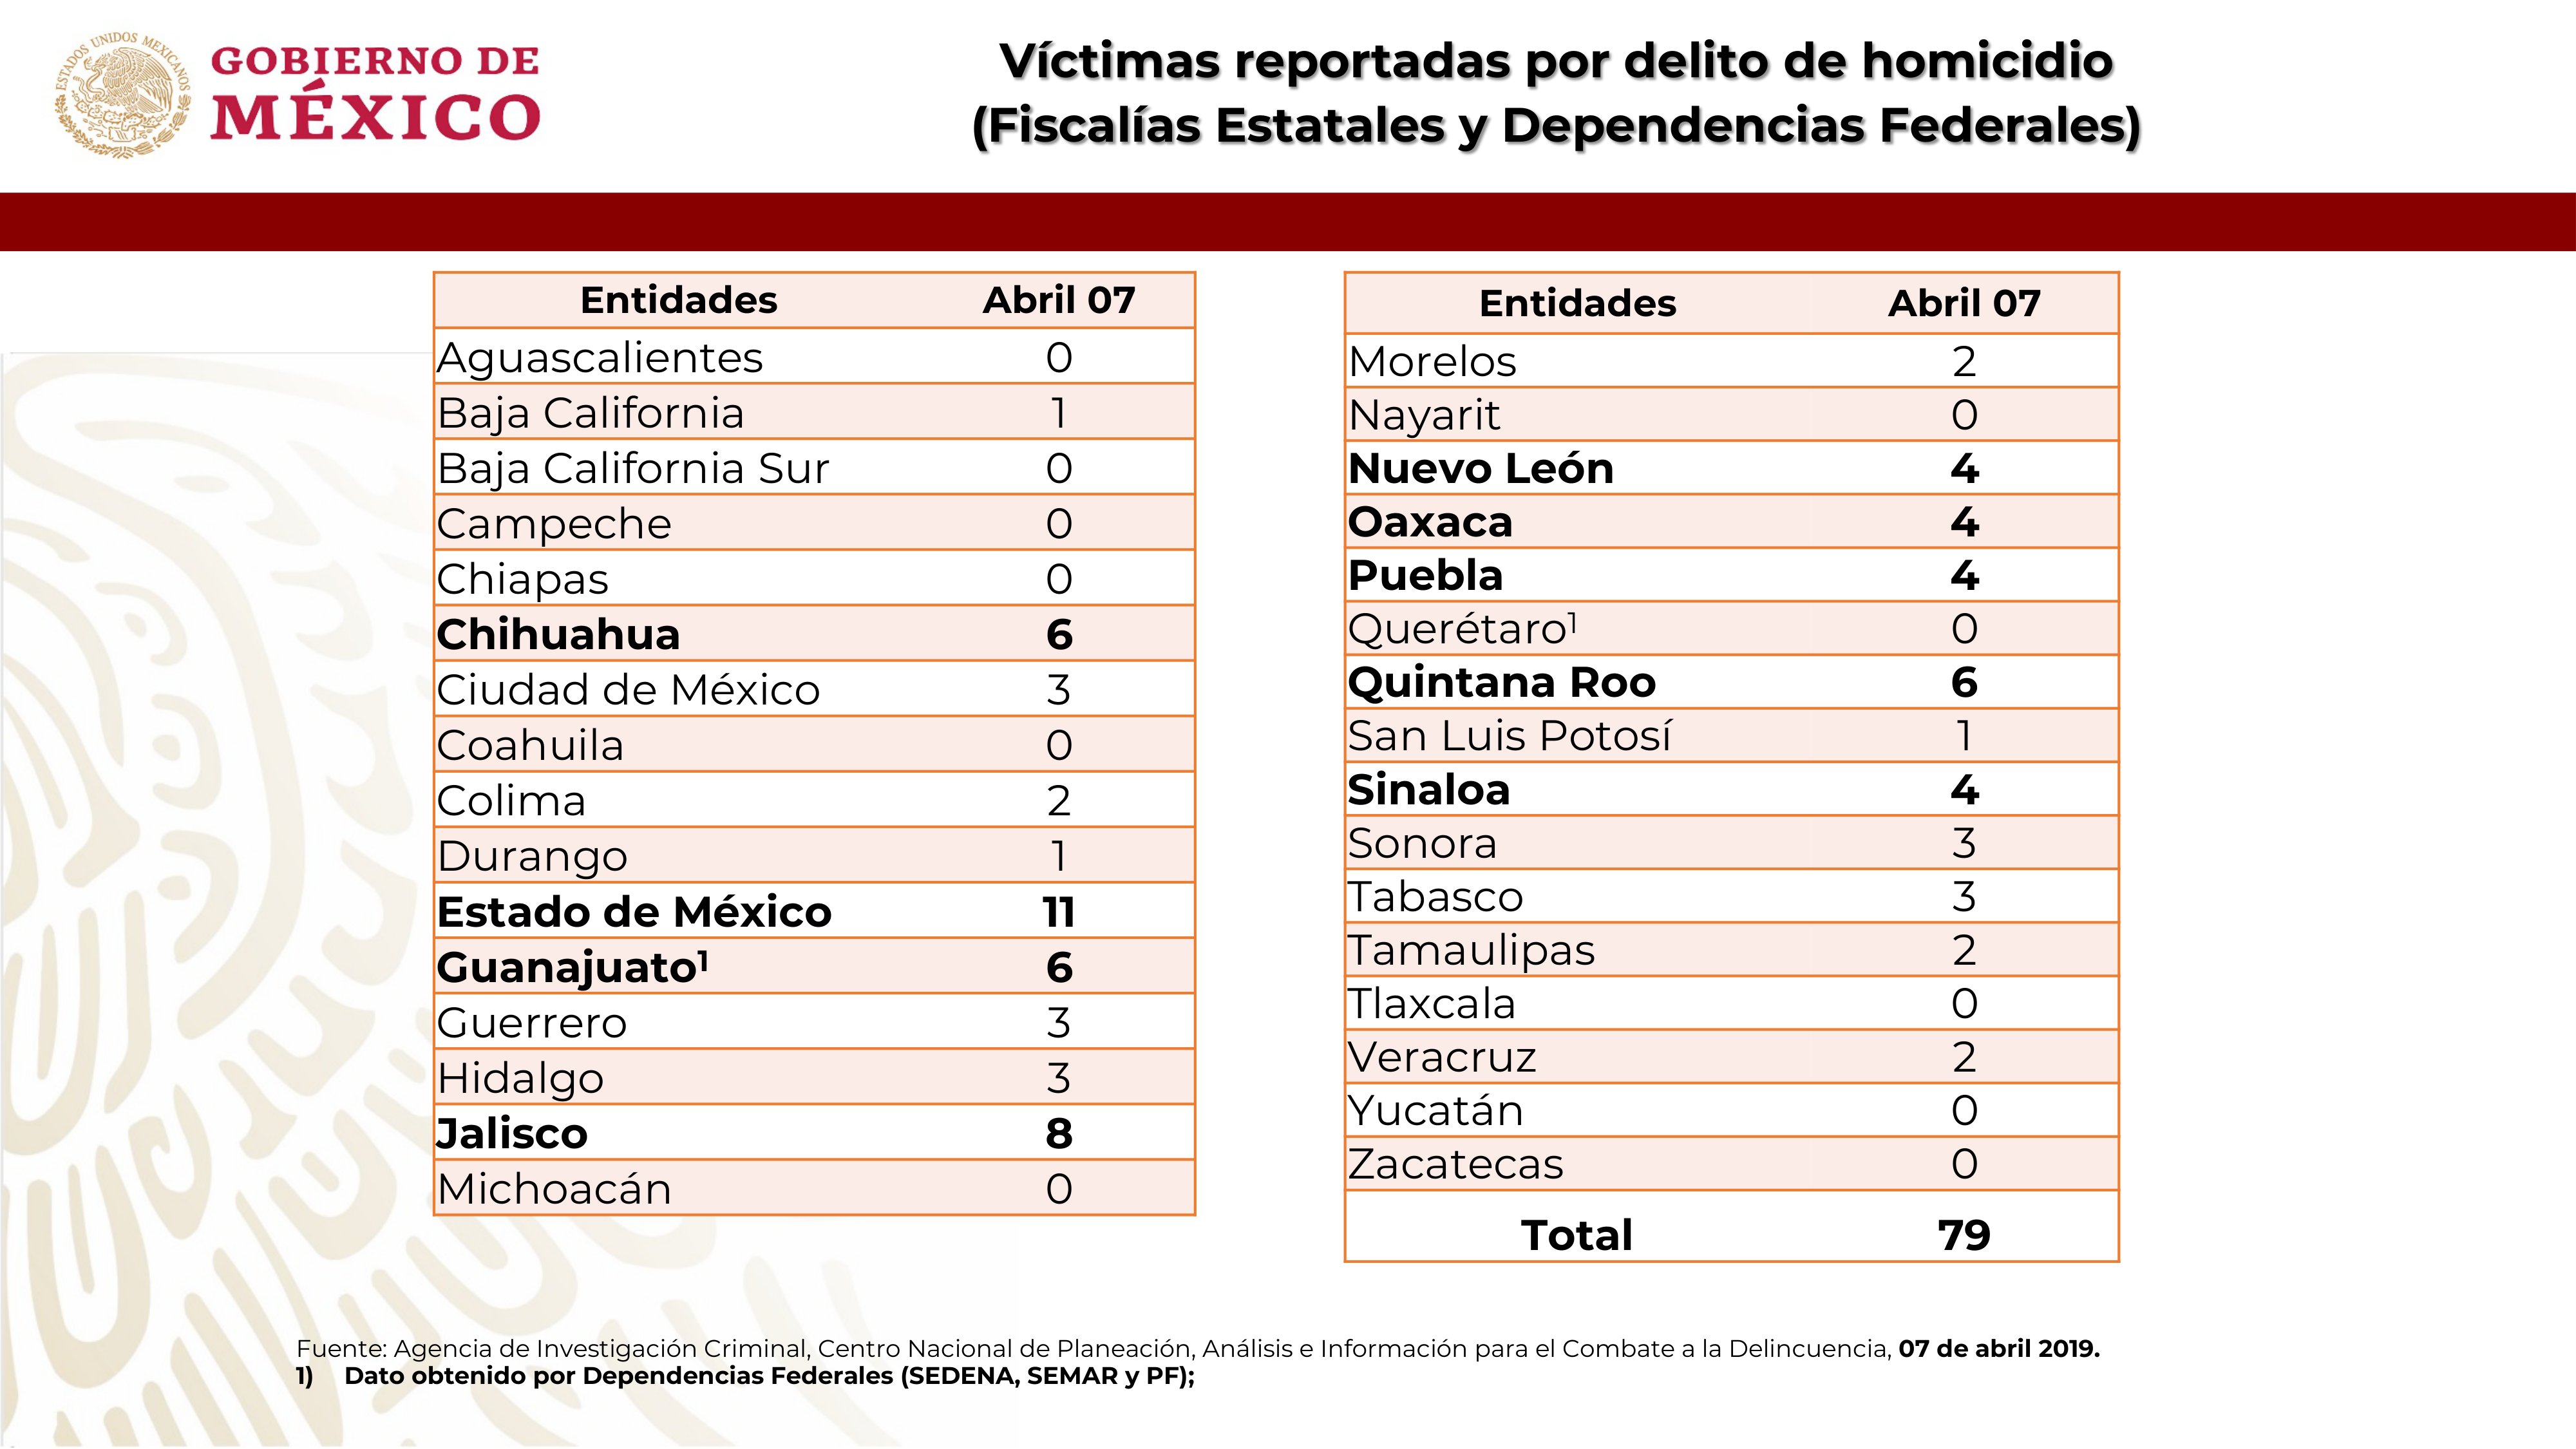 ESTADOS UNIDOS MEXICANOS
GOBIERNO DE
MÉXICO
Víctimas reportadas por delito de homicidio
(Fiscalías Estatales y Dependencias Federales)
Entidades Abril 07
Aguascalientes 0
Baja California 1
Baja California Sur 0
Campeche 0
Chiapas 0
Chihuahua 6
Ciudad de México 3
Coahuila 0
Colima 2
Durango 1
Estado de México 11
Guanajuato¹ 6
Guerrero 3
Hidalgo 3
Jalisco 8
Michoacán 0
Entidades Abril 07
Morelos 2
Nayarit 0
Nuevo León 4
Oaxaca 4
Puebla 4
Querétaro¹ 0
Quintana Roo 6
San Luis Potosí 1
Sinaloa 4
Sonora 3
Tabasco 3
Tamaulipas 2
Tlaxcala 0
Veracruz 2
Yucatán 0
Zacatecas 0
Total 79
Fuente: Agencia de Investigación Criminal, Centro Nacional de Planeación, Análisis e Información para el Combate a la Delincuencia, 07 de abril 2019.
1) Dato obtenido por Dependencias Federales (SEDENA, SEMAR y PF);